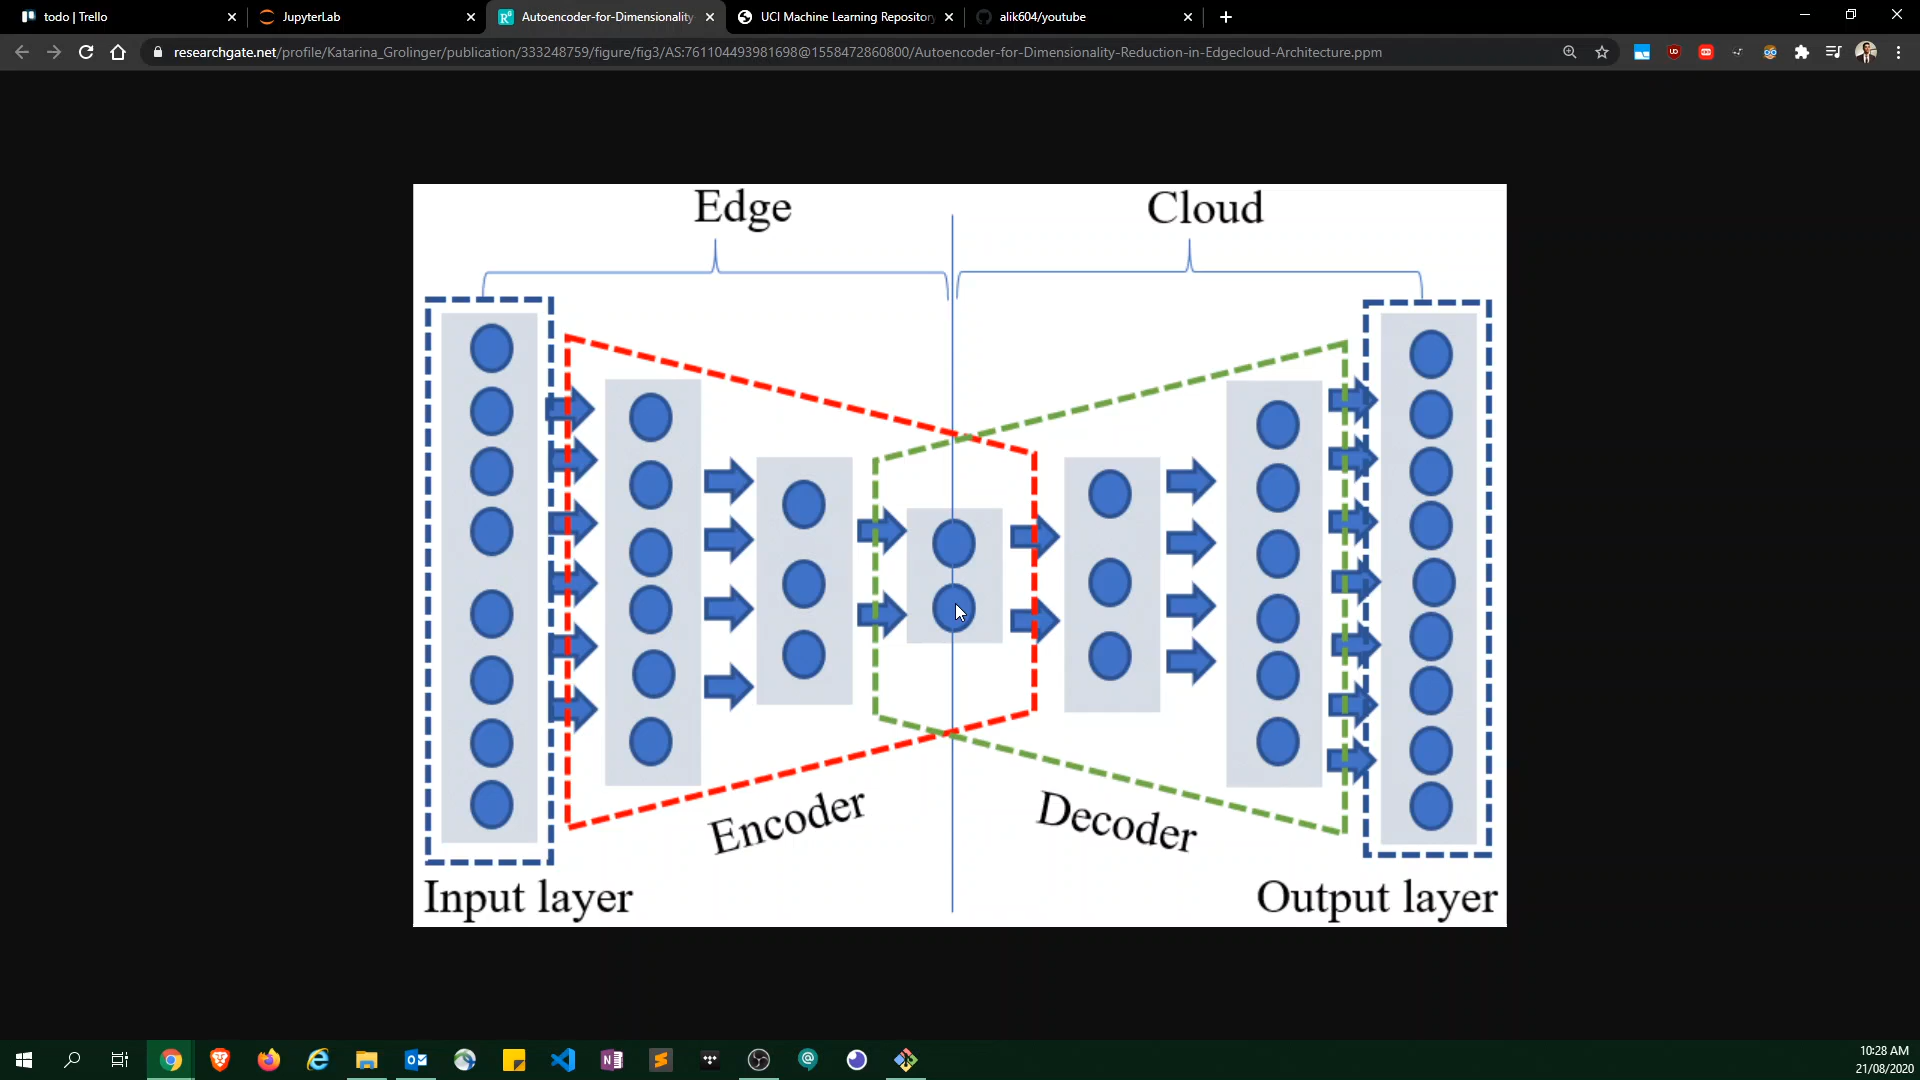 todo | Trello
JupyterLab
Autoencoder-for-Dimensionality
UCI Machine Learning Repository
alik604/youtube
researchgate.net/profile/Katarina_Grolinger/publication/333248759/figure/fig3/AS:761104493981698@1558472860800/Autoencoder-for-Dimensionality-Reduction-in-Edgecloud-Architecture.ppm
Edge
Cloud
Encoder
Decoder
Input layer
Output layer
10:28 AM
21/08/2020